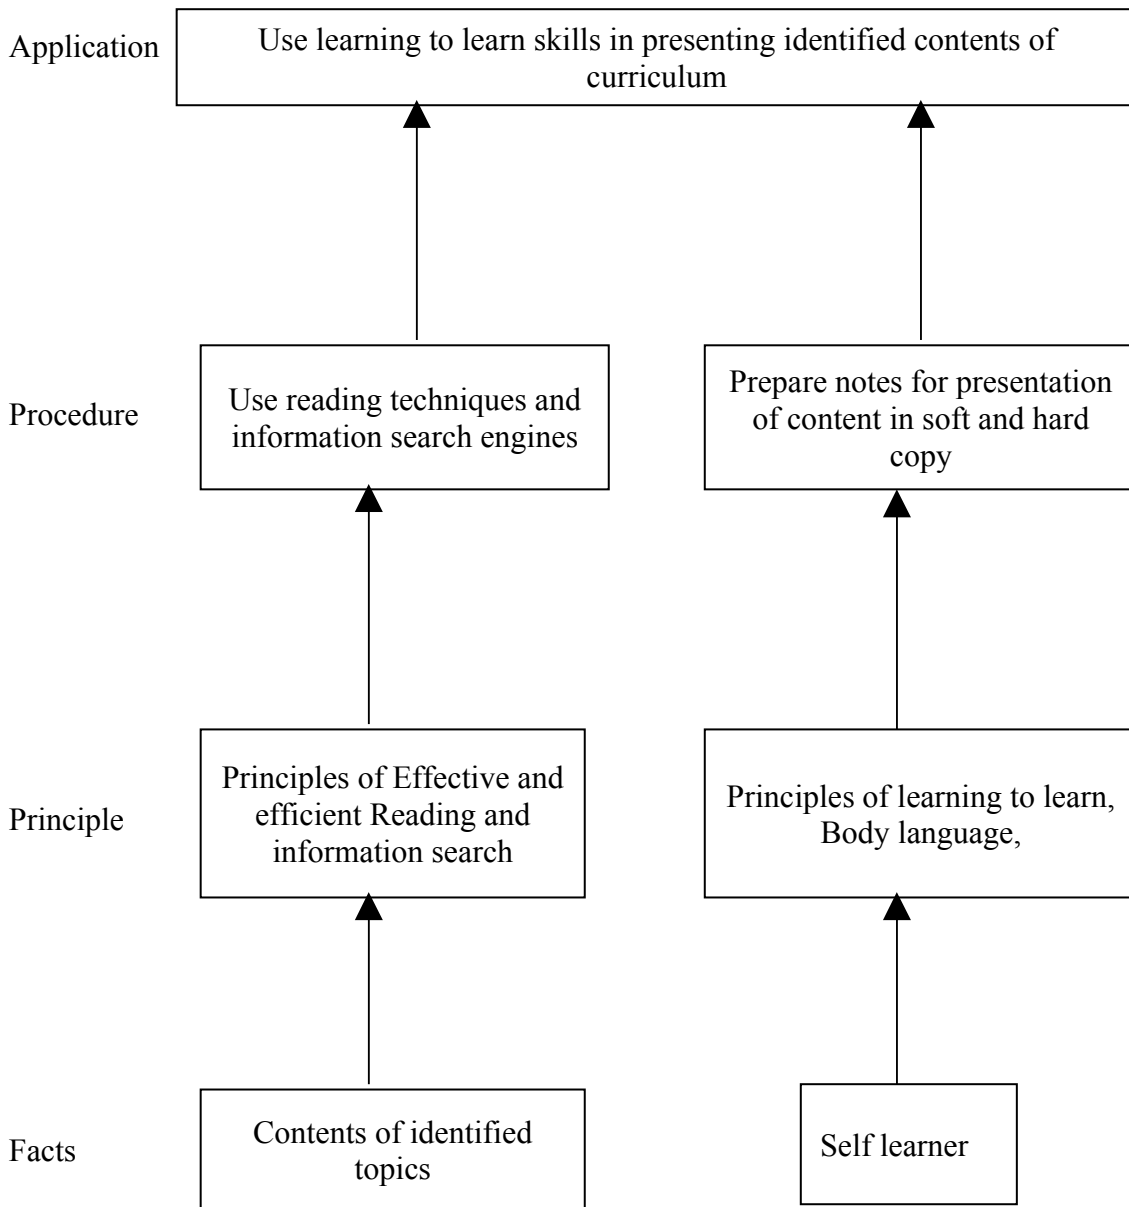 Application
Use learning to learn skills in presenting identified contents of
curriculum
Procedure
Use reading techniques and
information search engines
Prepare notes for presentation
of content in soft and hard
copy
Principle
Principles of Effective and
efficient Reading and
information search
Principles of learning to learn,
Body language,
Facts
Contents of identified
topics
Self learner